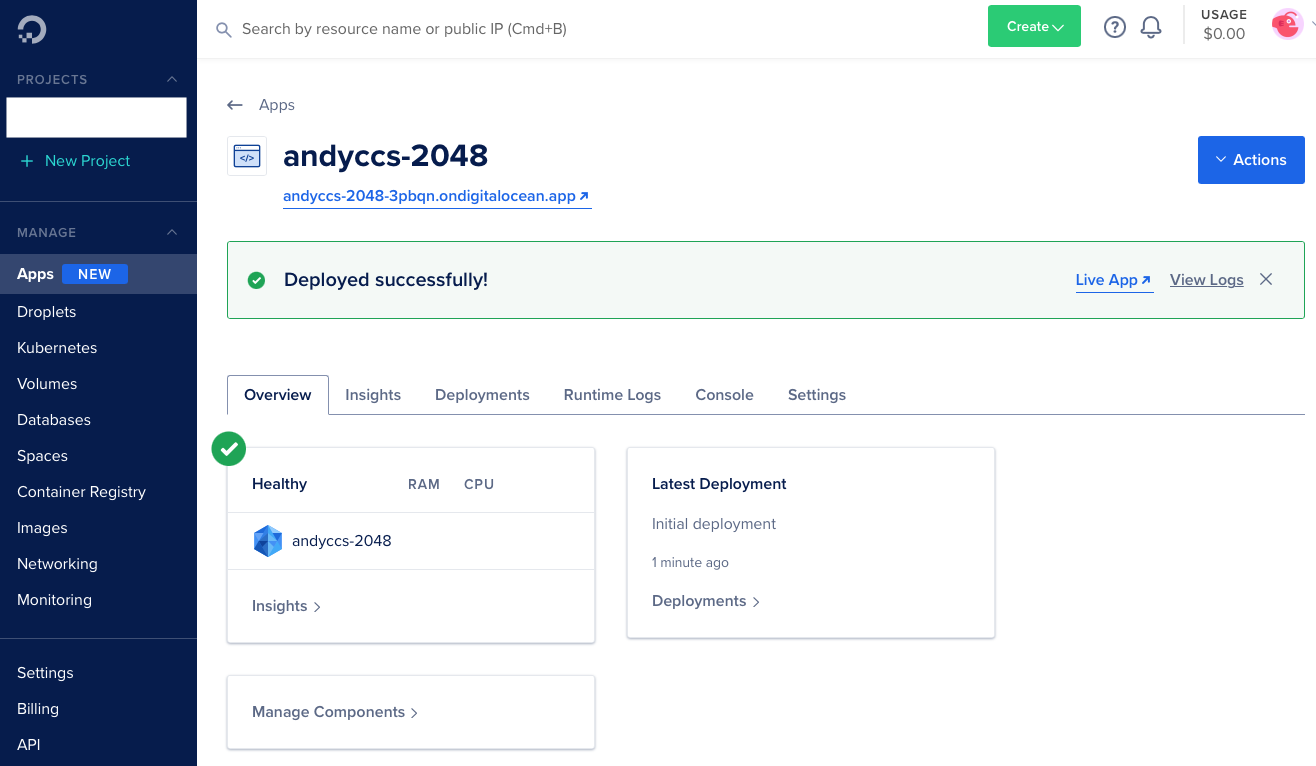 Search by resource name or public IP (Cmd+B)
Create
?
USAGE
$0.00
PROJECTS
+ New Project
MANAGE
Apps NEW
Droplets
Kubernetes
Volumes
Databases
Spaces
Container Registry
Images
Networking
Monitoring
Settings
Billing
API
← Apps
</>
andyccs-2048
andyccs-2048-3pbqn.ondigitalocean.app
Actions
Deployed successfully!
Live App
View Logs
Overview
Insights
Deployments
Runtime Logs
Console
Settings
Healthy RAM CPU
andyccs-2048
Insights >
Latest Deployment
Initial deployment
1 minute ago
Deployments >
Manage Components >